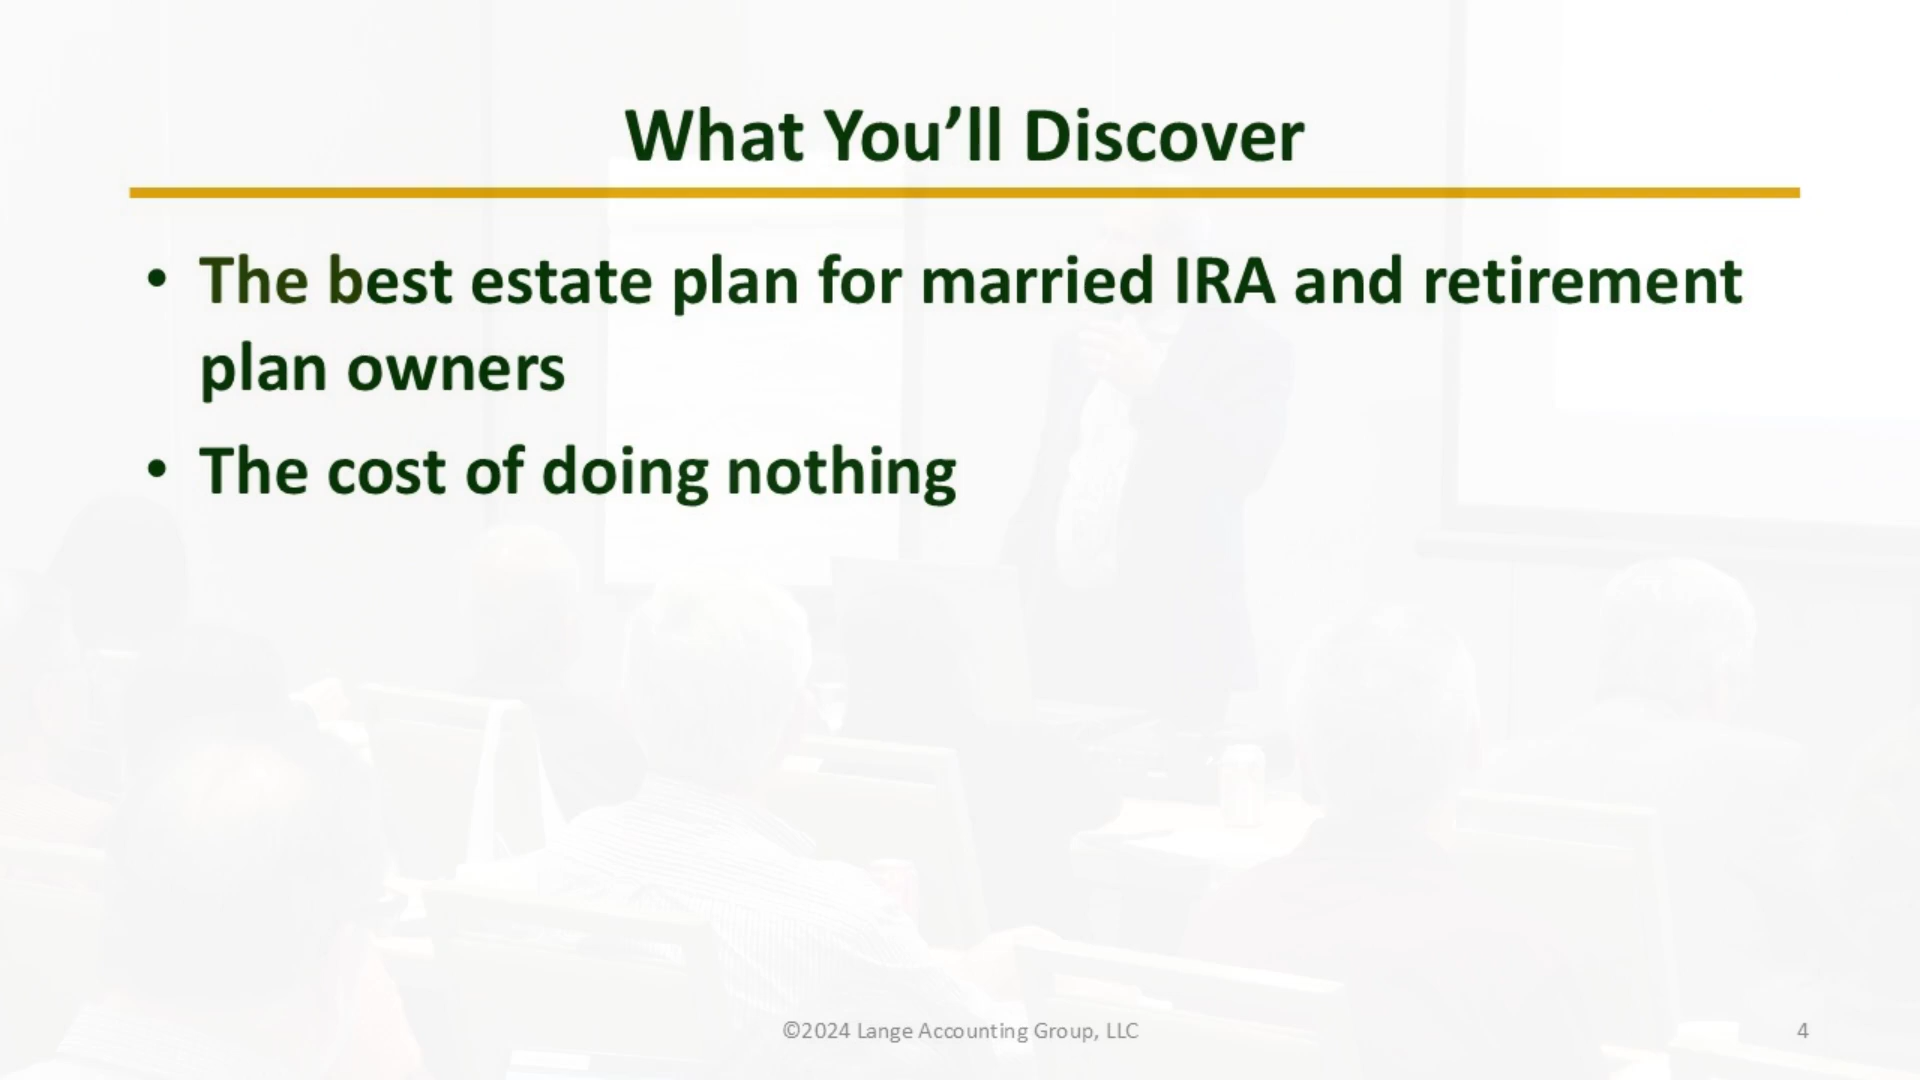 What You’ll Discover
• The best estate plan for married IRA and retirement
plan owners
• The cost of doing nothing
©2024 Lange Accounting Group, LLC
4